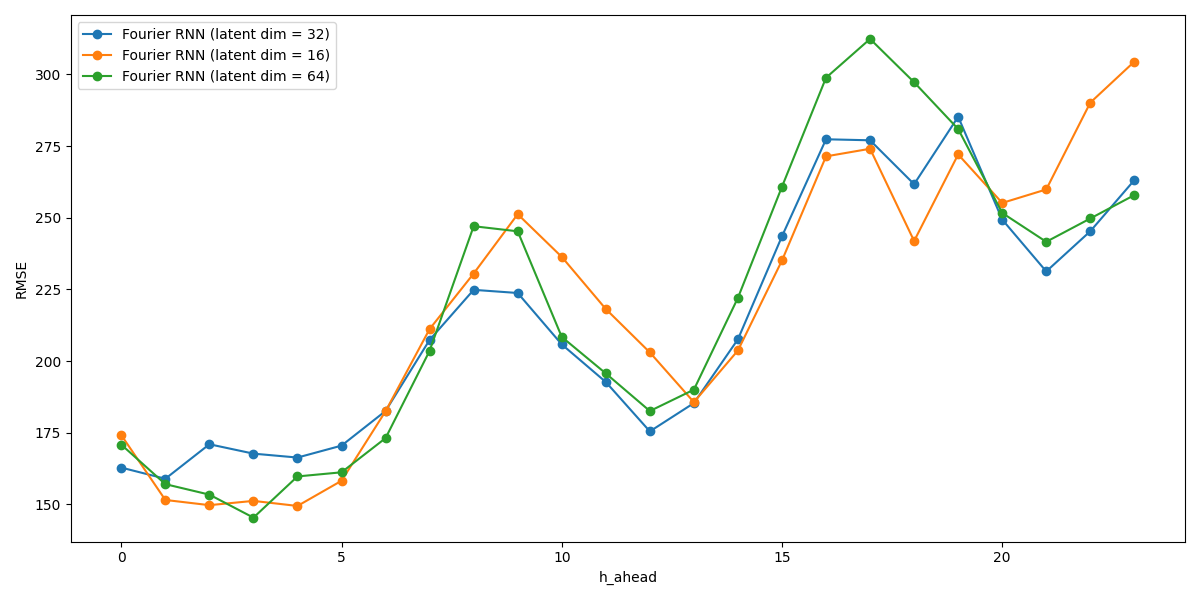 Fourier RNN (latent dim = 32)
Fourier RNN (latent dim = 16)
Fourier RNN (latent dim = 64)
300
275
250
225
200
175
150
RMSE
0 5 10 15 20
h_ahead